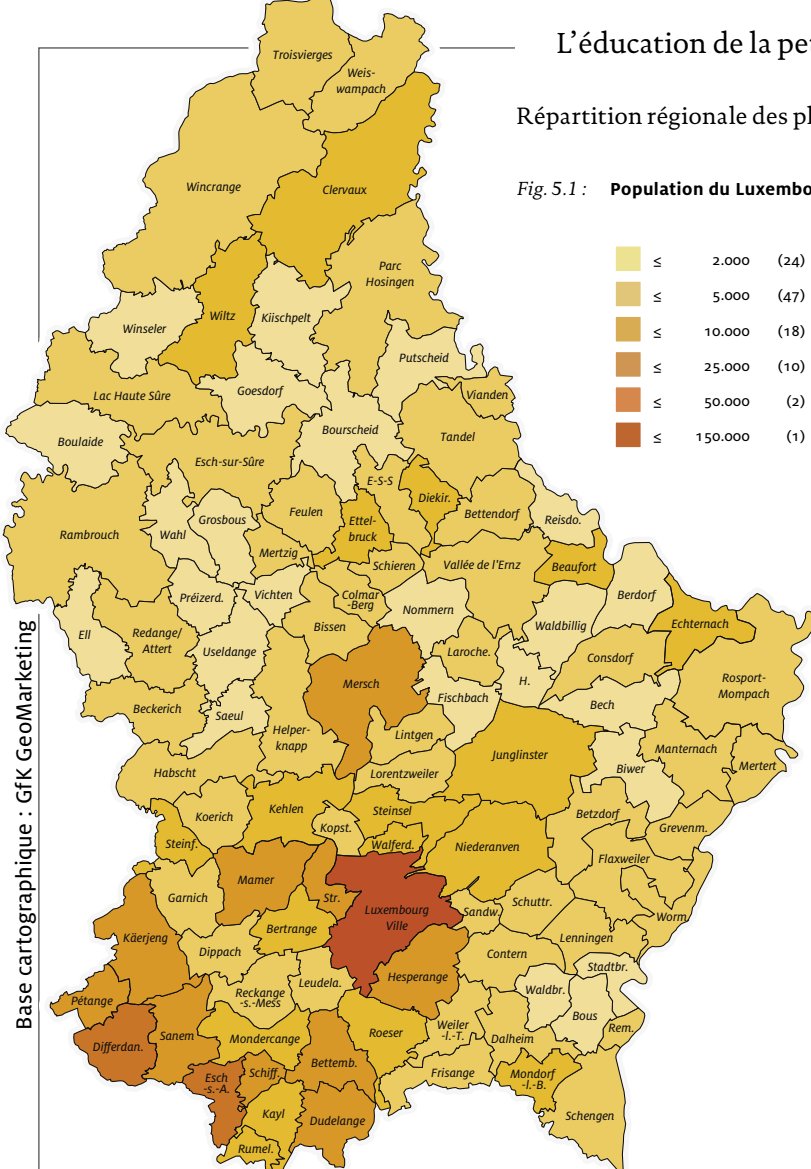 L'éducation de la pe
Répartition régionale des pl
Fig. 5.1 : Population du Luxembo
≤ 2.000 (24)
≤ 5.000 (47)
≤ 10.000 (18)
≤ 25.000 (10)
≤ 50.000 (2)
≤ 150.000 (1)
Troisvierges
Weis-
wampach
Wincrange
Clervaux
Parc
Hosingen
Winseler
Wiltz
Kiischpelt
Putscheid
Lac Haute Sûre
Goesdorf
Vianden
Boulaide
Bourscheid
Tandel
Esch-sur-Sûre
E-S-S
Diekir.
Rambrouch
Wahl
Grosbous
Feulen
Ettel-
bruck
Bettendorf
Reisdo.
Mertzig
Schieren
Vallée de l'Ernz
Beaufort
Ell
Préizerd.
Vichten
Colmar
-Berg
Nommern
Berdorf
Redange/
Attert
Useldange
Bissen
Waldbillig
Echternach
Laroche.
Consdorf
Mersch
H.
Rosport-
Mompach
Beckerich
Saeul
Fischbach
Bech
Helper-
knapp
Lintgen
Junglinster
Manternach
Habscht
Lorentzweiler
Biwer
Mertert
Koerich
Kehlen
Steinsel
Betzdorf
Kopst.
Grevenm.
Steinf.
Walferd.
Niederanven
Flaxweiler
Mamer
Garnich
Str.
Luxembourg
Ville
Sandw.
Schuttr.
Worm.
Käerjeng
Bertrange
Lenningen
Dippach
Contern
Stadtbr.
Hesperange
Pétange
Reckange
-s.-Mess
Leudela.
Waldbr.
Bous
Differdan.
Sanem
Mondercange
Roeser
Weiler
-l.-T.
Dalheim
Rem.
Esch
-s.-A.
Schiff.
Bettemb.
Frisange
Mondorf
-l.-B.
Kayl
Dudelange
Schengen
Rumel.
Base cartographique : GfK GeoMarketing